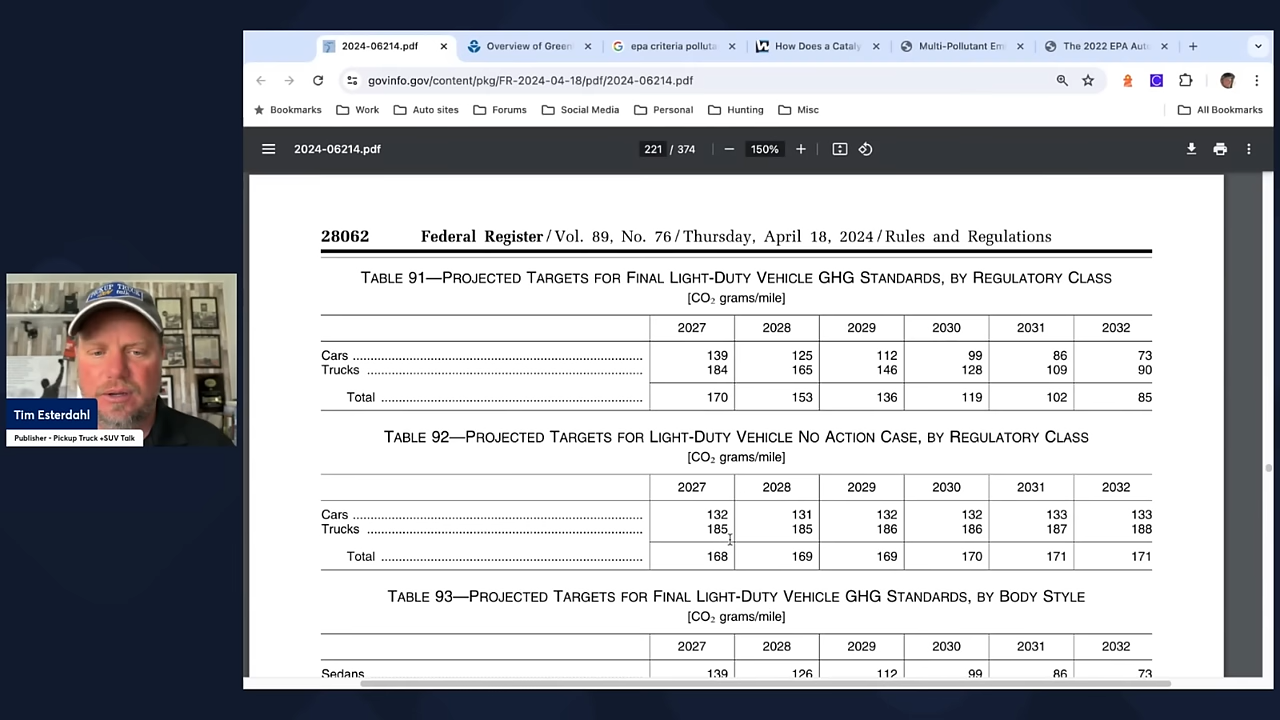 2024-06214.pdf
Overview of Green
epa criteria polluta
How Does a Cataly
Multi-Pollutant Em
The 2022 EPA Aut
govinfo.gov/content/pkg/FR-2024-04-18/pdf/2024-06214.pdf
Bookmarks Work Auto sites Forums Social Media Personal Hunting Misc All Bookmarks
2024-06214.pdf 221 / 374 150%
28062 Federal Register / Vol. 89, No. 76 / Thursday, April 18, 2024 / Rules and Regulations
TABLE 91—PROJECTED TARGETS FOR FINAL LIGHT-DUTY VEHICLE GHG STANDARDS, BY REGULATORY CLASS
[CO₂ grams/mile]
2027 2028 2029 2030 2031 2032
Cars 139 125 112 99 86 73
Trucks 184 165 146 128 109 90
Total 170 153 136 119 102 85
TABLE 92—PROJECTED TARGETS FOR LIGHT-DUTY VEHICLE NO ACTION CASE, BY REGULATORY CLASS
[CO₂ grams/mile]
2027 2028 2029 2030 2031 2032
Cars 132 131 132 132 133 133
Trucks 185 185 186 186 187 188
Total 168 169 169 170 171 171
TABLE 93—PROJECTED TARGETS FOR FINAL LIGHT-DUTY VEHICLE GHG STANDARDS, BY BODY STYLE
[CO₂ grams/mile]
2027 2028 2029 2030 2031 2032
Sedans 139 126 112 99 86 73
PICKUP TRUCK
talk
Tim Esterdahl
Publisher - Pickup Truck +SUV Talk